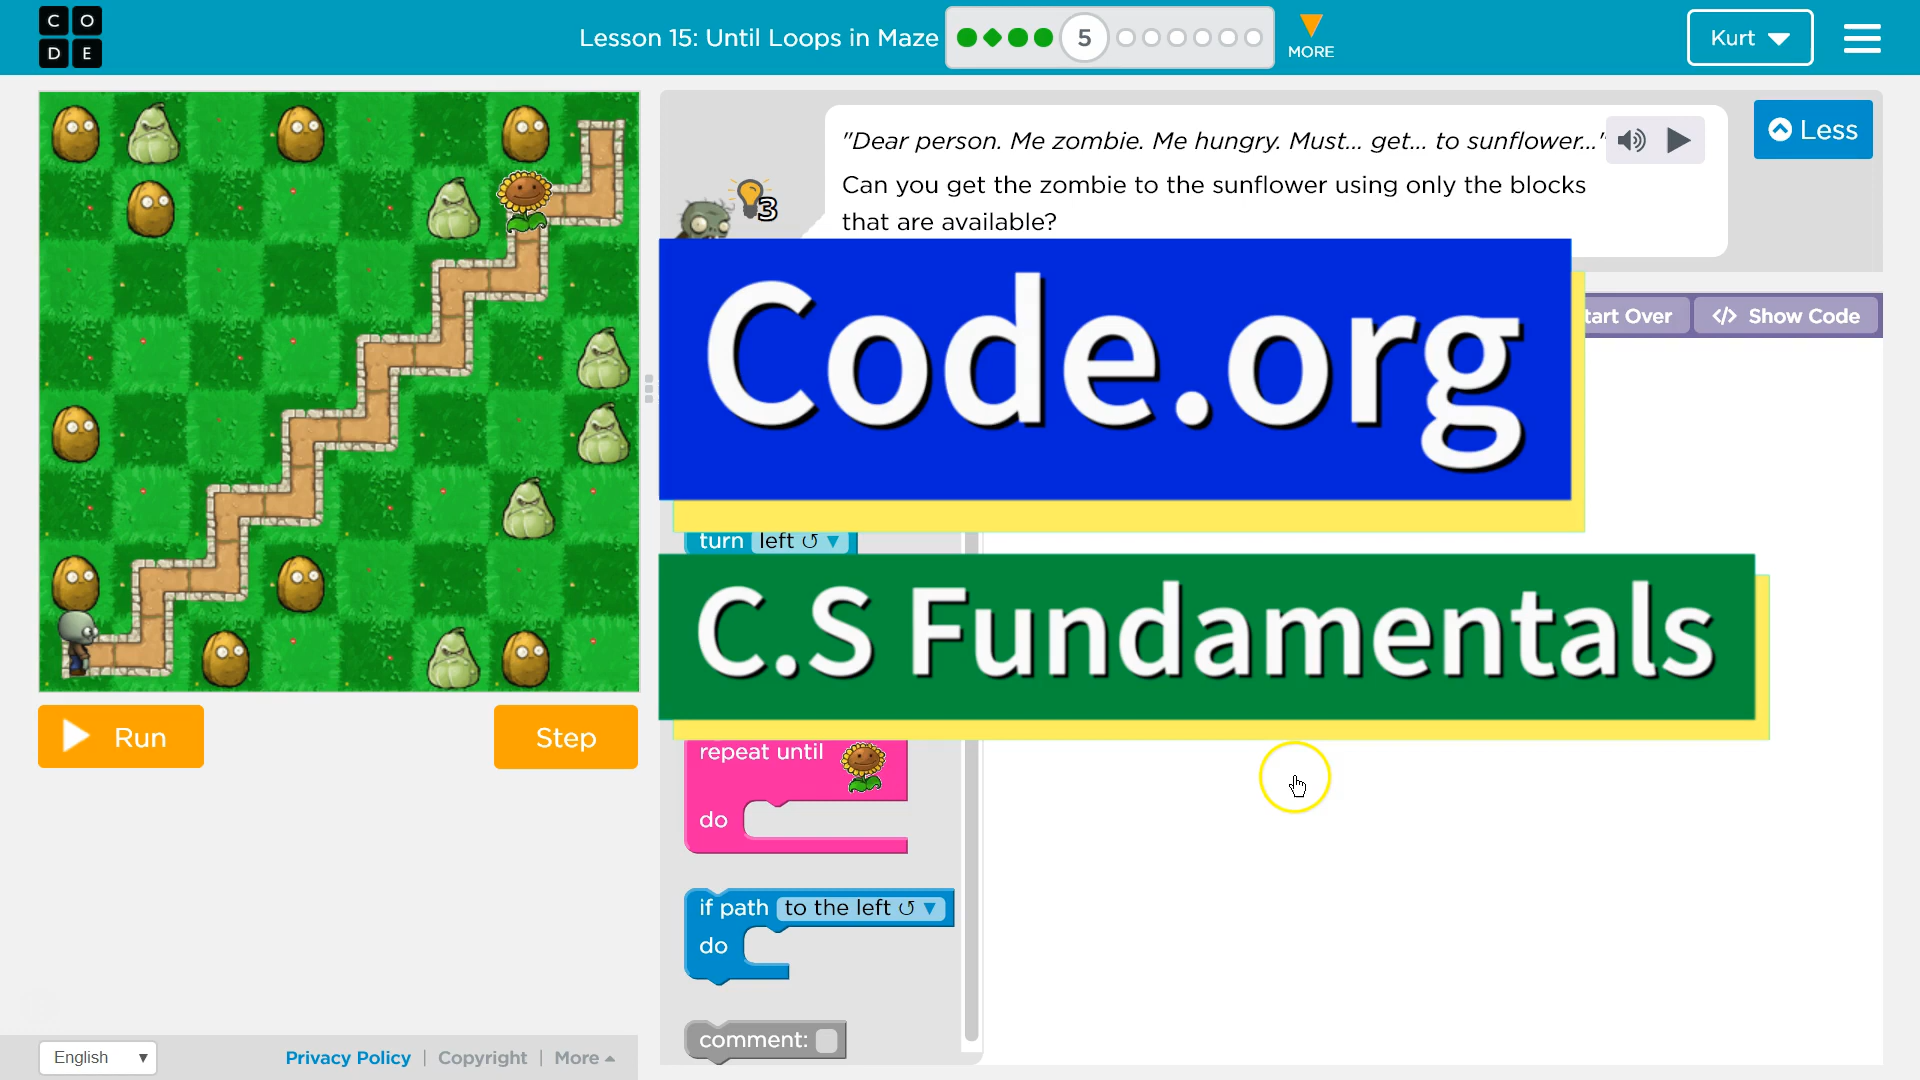 C O
D E
Lesson 15: Until Loops in Maze
5
MORE
Kurt
"Dear person. Me zombie. Me hungry. Must... get... to sunflower..."
Can you get the zombie to the sunflower using only the blocks
that are available?
3
Less
Code.org
tart Over
</> Show Code
turn left
C.S Fundamentals
Run
Step
repeat until
do
if path to the left
do
comment:
English
Privacy Policy | Copyright | More